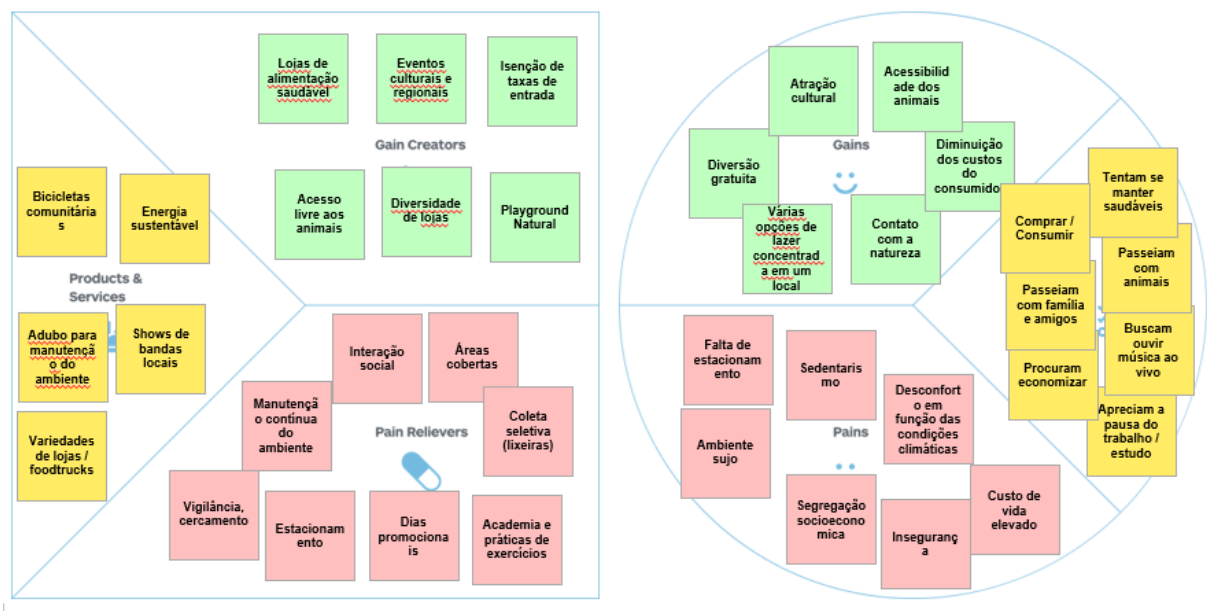 Lojas de
alimentação
saudável
Eventos
culturais e
regionais
Isenção de
taxas de
entrada
Gain Creators
Acesso
livre aos
animais
Diversidade
de lojas
Playground
Natural
Bicicletas
comunitária
s
Energia
sustentável
Products &
Services
Adubo para
manutençã
o do
ambiente
Shows de
bandas
locais
Variedades
de lojas /
foodtrucks
Interação
social
Áreas
cobertas
Manutençã
o contínua
do
ambiente
Coleta
seletiva
(lixeiras)
Pain Relievers
Vigilância,
cercamento
Estacionam
ento
Dias
promociona
is
Academia e
práticas de
exercícios
Atração
cultural
Acessibilid
ade dos
animais
Gains
Diversão
gratuita
Diminuição
dos custos
do
consumido
Várias
opções de
lazer
concentrad
a em um
local
Contato
com a
natureza
Tentam se
manter
saudáveis
Comprar /
Consumir
Passeiam
com
animais
Passeiam
com família
e amigos
Buscam
ouvir
música ao
vivo
Procuram
economizar
Apreciam a
pausa do
trabalho /
estudo
Falta de
estacionam
ento
Sedentaris
mo
Desconfort
o em
função das
condições
climáticas
Pains
Ambiente
sujo
Segregação
socioecono
mica
Inseguranç
a
Custo de
vida
elevado